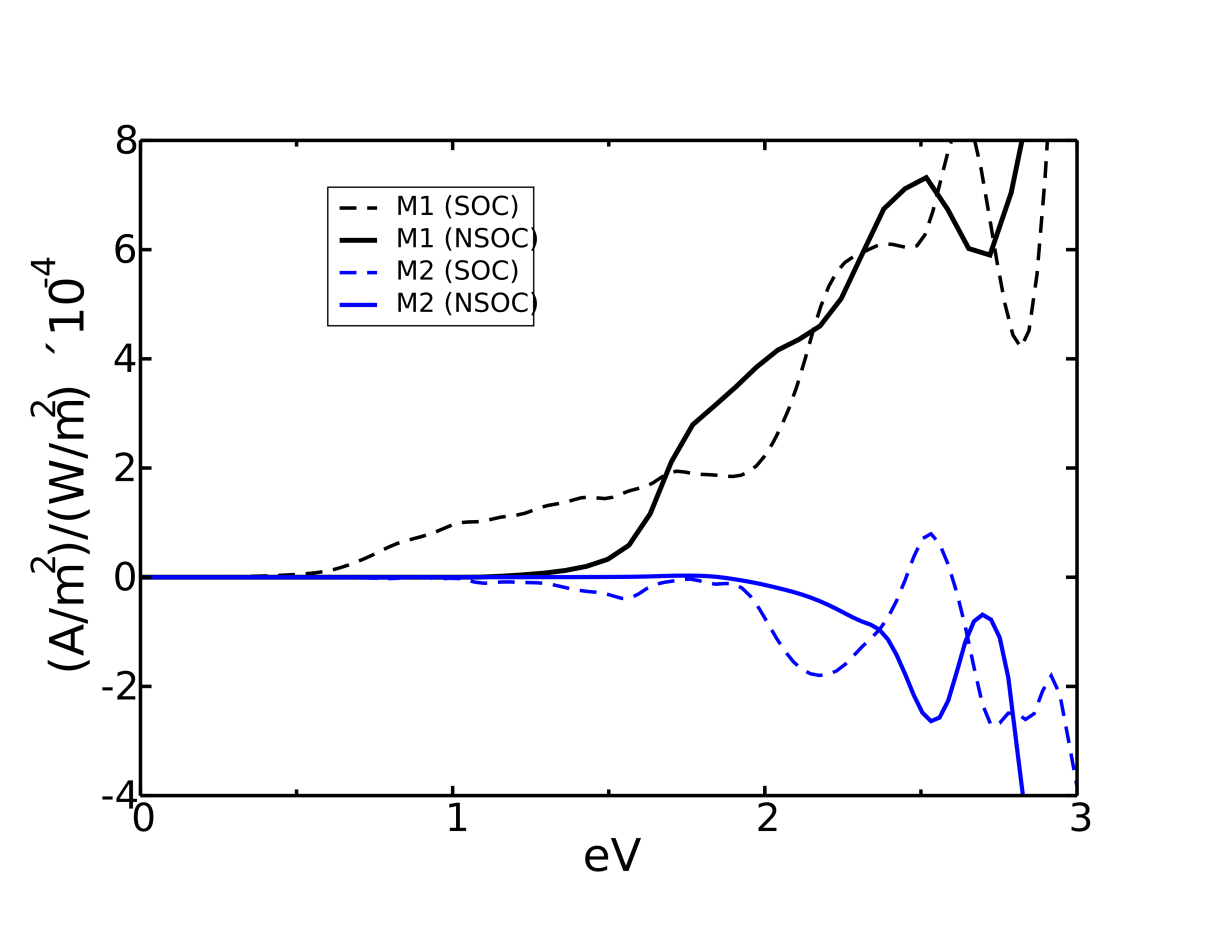 8
6
4
2
0
-2
-4
0 1 2 3
eV
(A/m²)/(W/m²) ´10⁻⁴
M1 (SOC)
M1 (NSOC)
M2 (SOC)
M2 (NSOC)